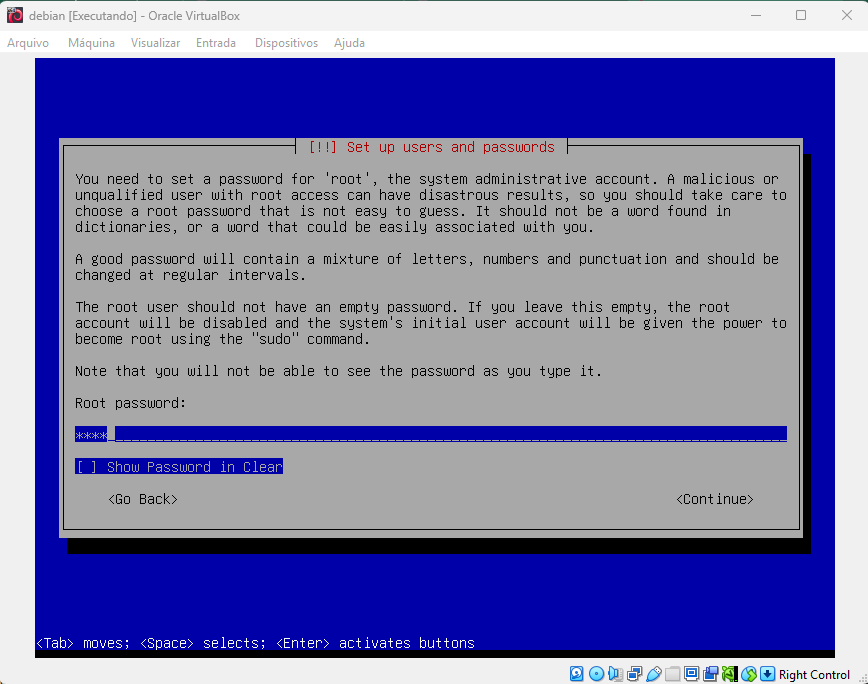 debian [Executando] - Oracle VirtualBox
Arquivo Máquina Visualizar Entrada Dispositivos Ajuda
[!!] Set up users and passwords
You need to set a password for 'root', the system administrative account. A malicious or
unqualified user with root access can have disastrous results, so you should take care to
choose a root password that is not easy to guess. It should not be a word found in
dictionaries, or a word that could be easily associated with you.
A good password will contain a mixture of letters, numbers and punctuation and should be
changed at regular intervals.
The root user should not have an empty password. If you leave this empty, the root
account will be disabled and the system's initial user account will be given the power to
become root using the "sudo" command.
Note that you will not be able to see the password as you type it.
Root password:
****
[ ] Show Password in Clear
<Go Back> <Continue>
<Tab> moves; <Space> selects; <Enter> activates buttons
Right Control